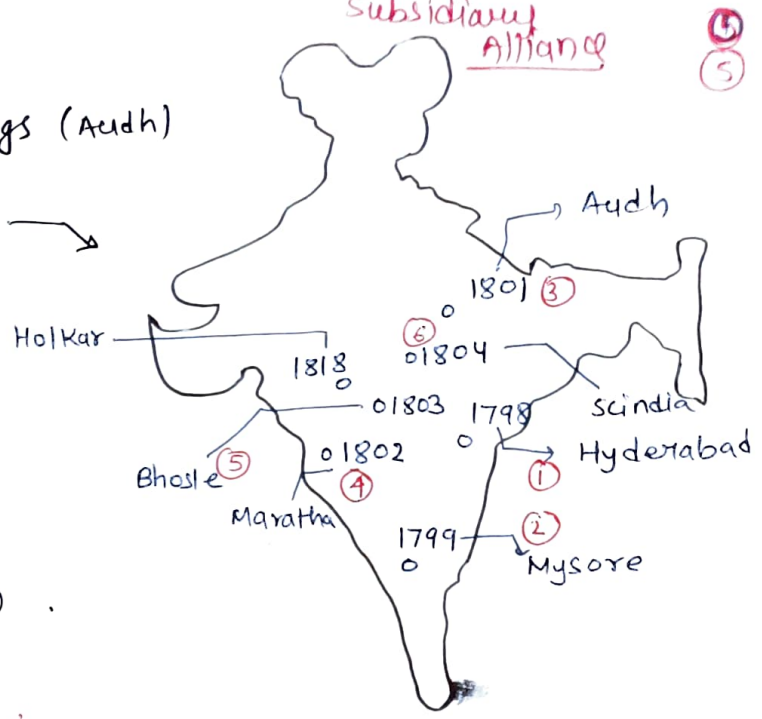 Subsidiary
Alliance
5
gs (Audh)
Audh
1801 3
6
1804
Holkar
1818
1803
1798
Scindia
Bhosle 5
1802
4
Hyderabad
1
Maratha
1799
2
Mysore